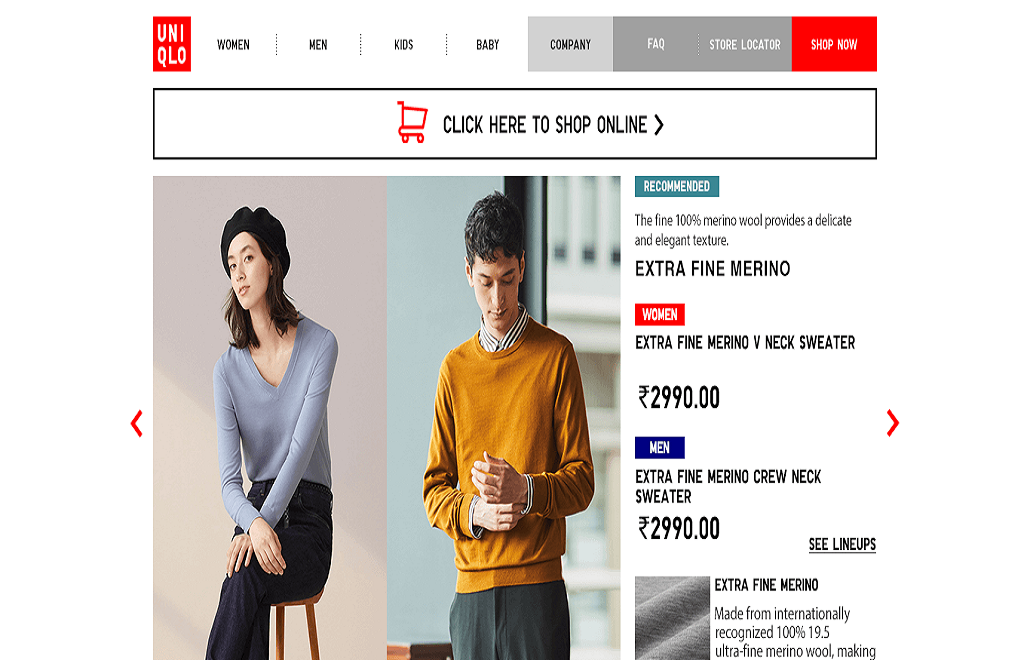 UNI
QLO
WOMEN
MEN
KIDS
BABY
COMPANY
FAQ
STORE LOCATOR
SHOP NOW
CLICK HERE TO SHOP ONLINE
RECOMMENDED
The fine 100% merino wool provides a delicate
and elegant texture.
EXTRA FINE MERINO
WOMEN
EXTRA FINE MERINO V NECK SWEATER
₹2990.00
MEN
EXTRA FINE MERINO CREW NECK
SWEATER
₹2990.00
SEE LINEUPS
EXTRA FINE MERINO
Made from internationally
recognized 100% 19.5
ultra-fine merino wool, making